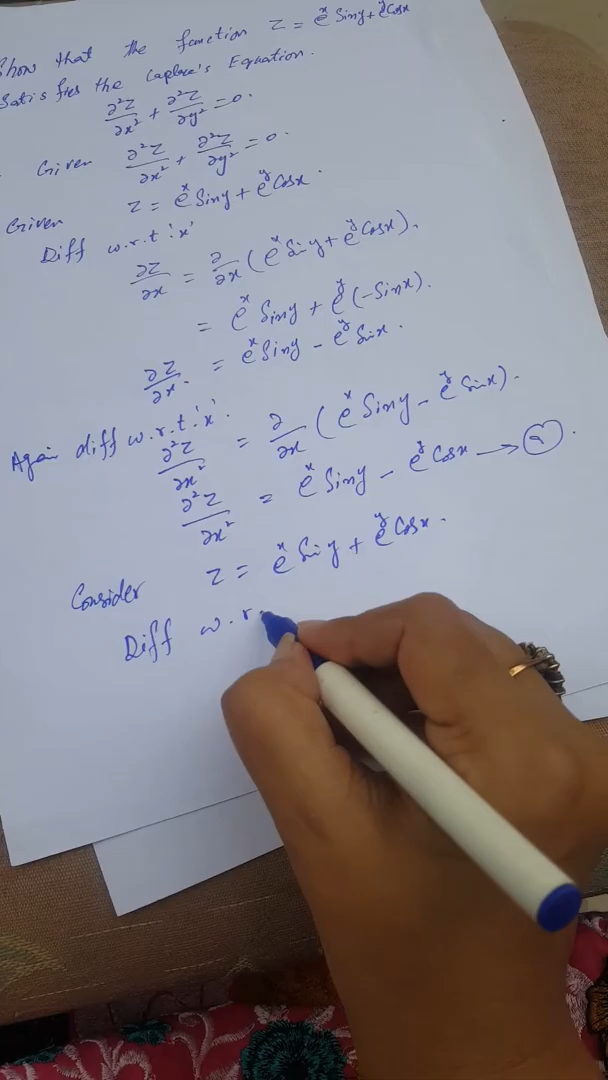 Show that the function Z = e^x Siny + e^y Cosx
Satisfies the Laplace's Equation.
∂²Z/∂x² + ∂²Z/∂y² = 0.
Given ∂²Z/∂x² + ∂²Z/∂y² = 0.
Given Z = e^x Siny + e^y Cosx.
Diff w.r.t 'x'
∂Z/∂x = ∂/∂x (e^x Siny + e^y Cosx).
= e^x Siny + e^y (-Sinx).
∂Z/∂x. = e^x Siny - e^y Sinx.
Again diff w.r.t 'x'.
∂²Z/∂x² = ∂/∂x (e^x Siny - e^y Sinx).
∂²Z/∂x² = e^x Siny - e^y Cosx →
Consider Z = e^x Siny + e^y Cosx.
Diff w.r.